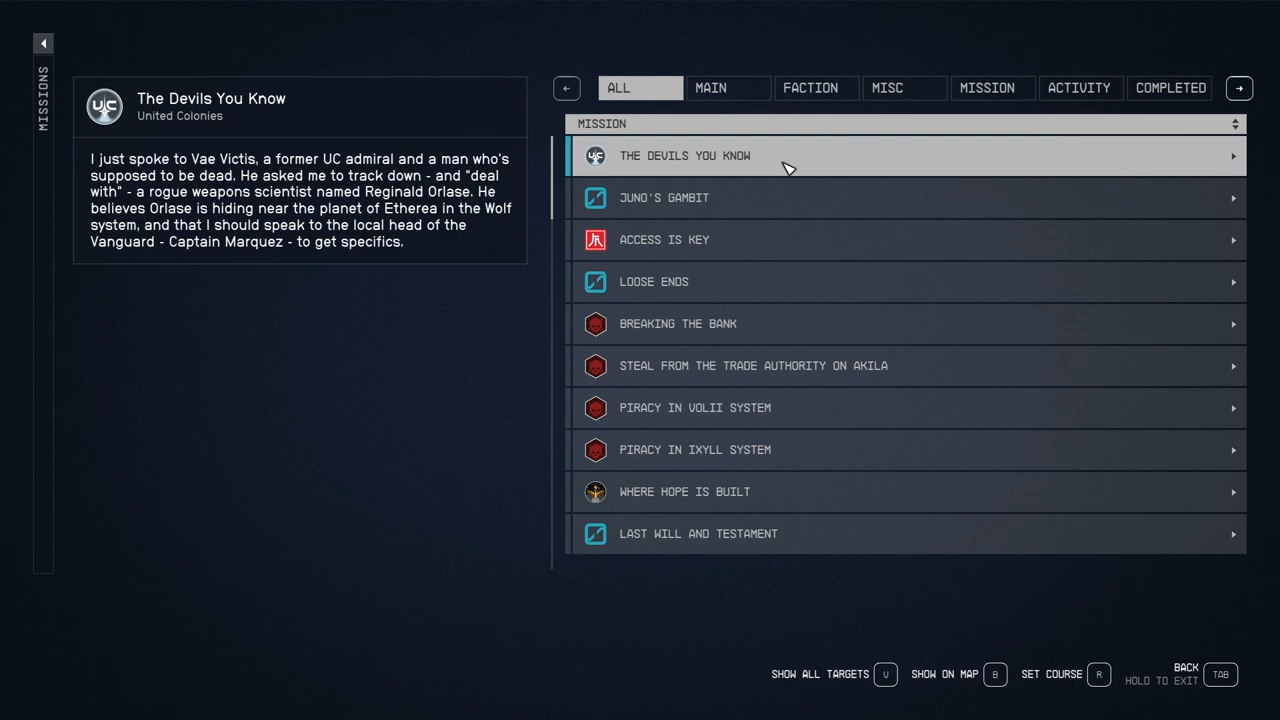 MISSIONS
UC
The Devils You Know
United Colonies
I just spoke to Vae Victis, a former UC admiral and a man who's
supposed to be dead. He asked me to track down - and "deal
with" - a rogue weapons scientist named Reginald Orlase. He
believes Orlase is hiding near the planet of Etherea in the Wolf
system, and that I should speak to the local head of the
Vanguard - Captain Marquez - to get specifics.
ALL MAIN FACTION MISC MISSION ACTIVITY COMPLETED
MISSION
UC THE DEVILS YOU KNOW
JUNO'S GAMBIT
ACCESS IS KEY
LOOSE ENDS
BREAKING THE BANK
STEAL FROM THE TRADE AUTHORITY ON AKILA
PIRACY IN VOLII SYSTEM
PIRACY IN IXYLL SYSTEM
WHERE HOPE IS BUILT
LAST WILL AND TESTAMENT
SHOW ALL TARGETS V SHOW ON MAP B SET COURSE R BACK TAB
HOLD TO EXIT